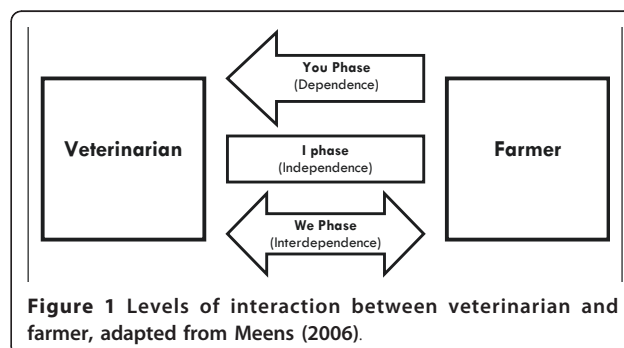 You Phase
(Dependence)
Veterinarian
I phase
(Independence)
Farmer
We Phase
(Interdependence)
Figure 1 Levels of interaction between veterinarian and
farmer, adapted from Meens (2006).